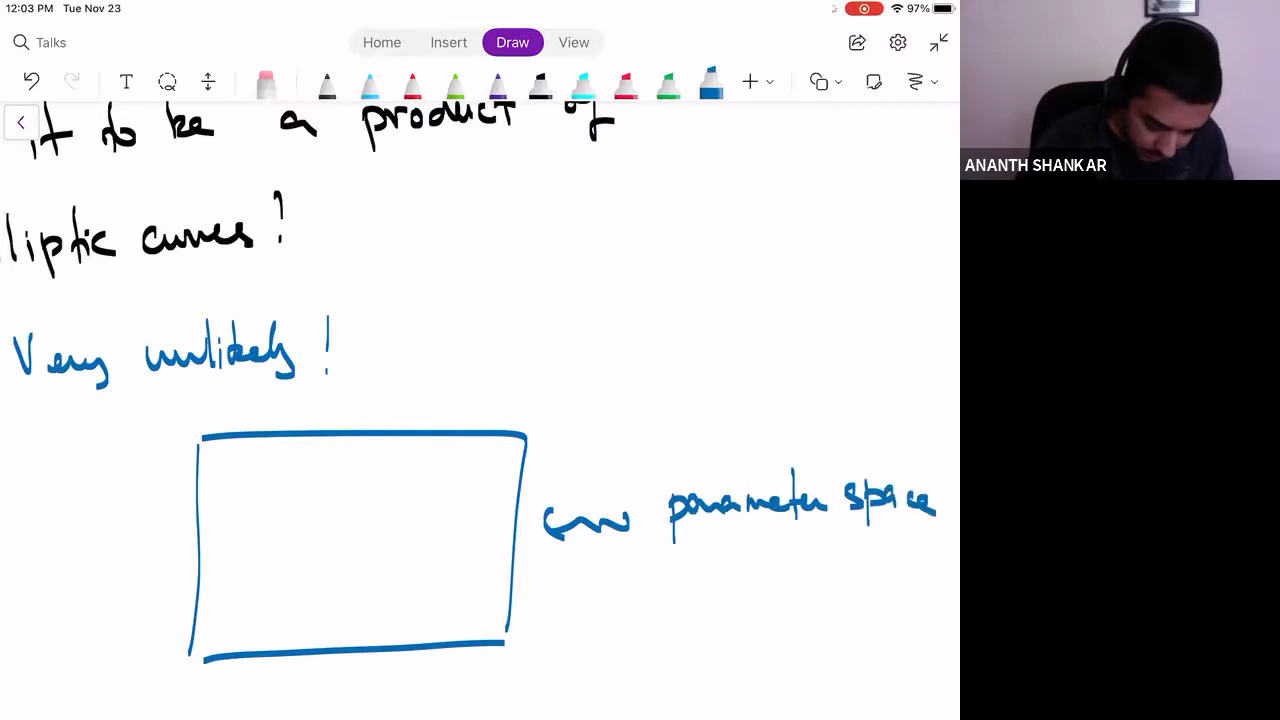 12:03 PM Tue Nov 23
97%
Talks
Home Insert Draw View
it to be a product of
liptic curves?
Very unlikely!
parameter space
ANANTH SHANKAR